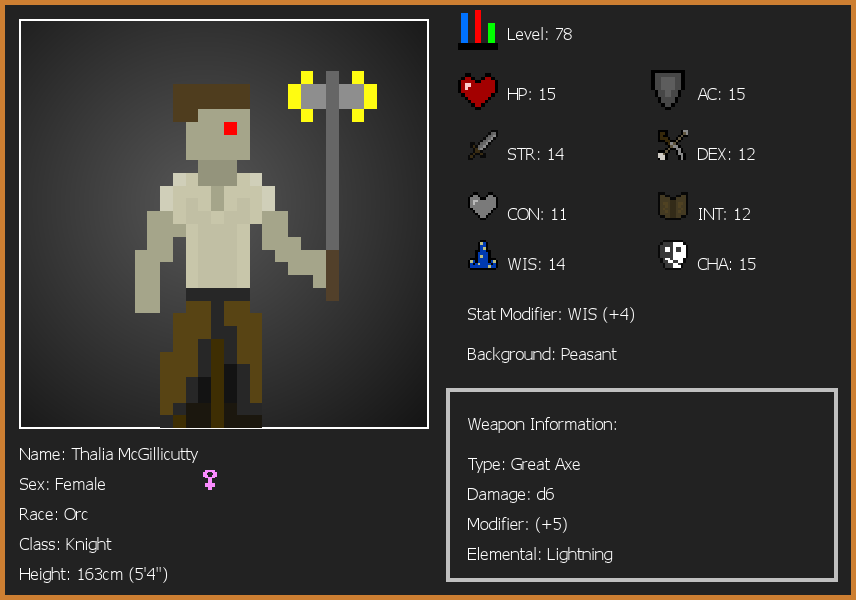 Level: 78
HP: 15
AC: 15
STR: 14
DEX: 12
CON: 11
INT: 12
WIS: 14
CHA: 15
Stat Modifier: WIS (+4)
Background: Peasant
Weapon Information:
Type: Great Axe
Damage: d6
Modifier: (+5)
Elemental: Lightning
Name: Thalia McGillicutty
Sex: Female
Race: Orc
Class: Knight
Height: 163cm (5'4")